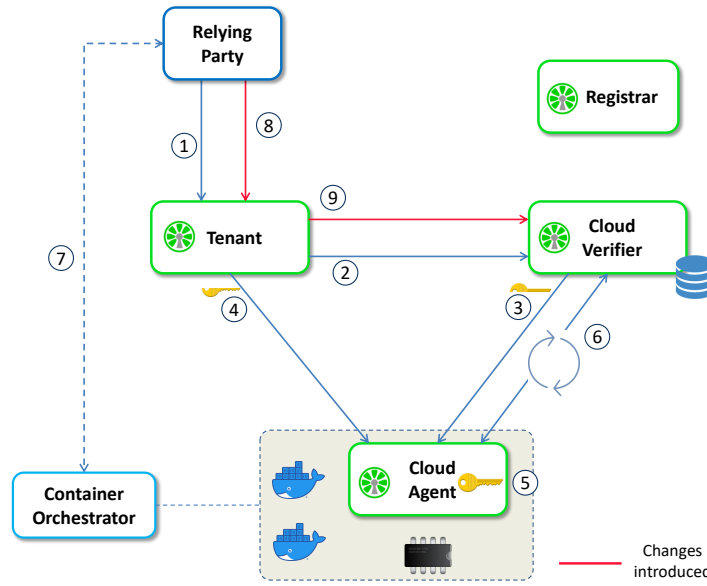 Relying
Party
Registrar
1
8
9
Tenant
Cloud
Verifier
7
2
4
3
6
Cloud
Agent
5
Container
Orchestrator
Changes
introduced